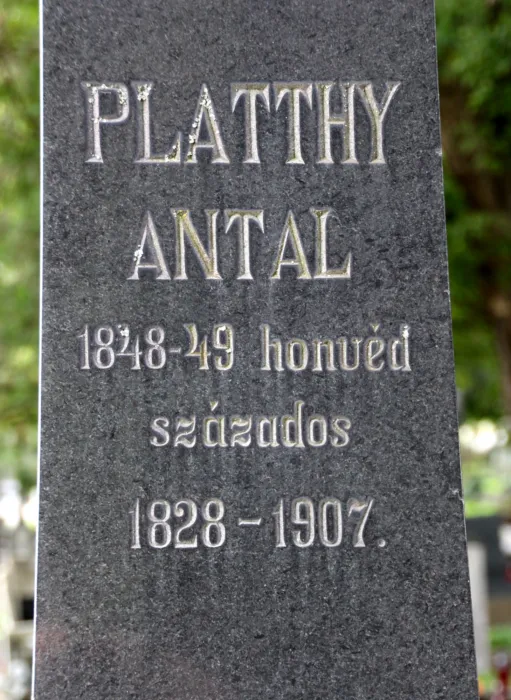 PLATTHY
ANTAL
1848-49 honvéd
százados
1828-1907.